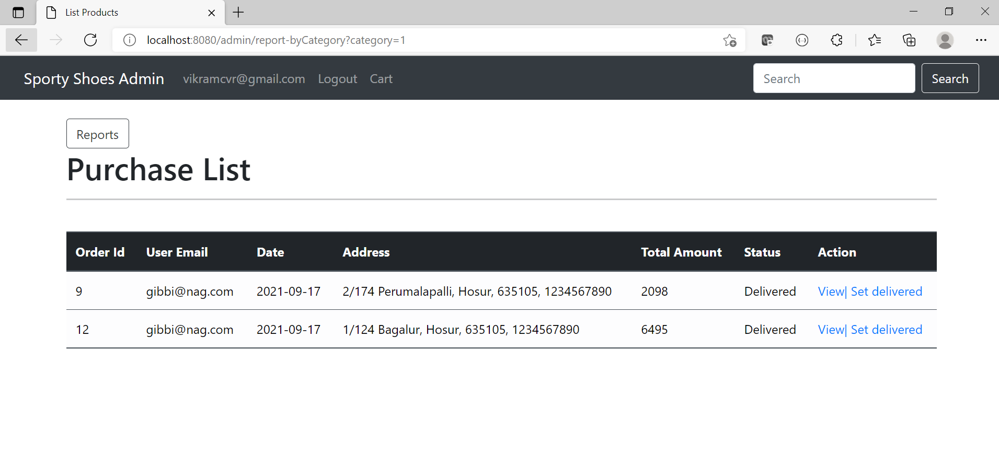 List Products
localhost:8080/admin/report-byCategory?category=1
Sporty Shoes Admin vikramcvr@gmail.com Logout Cart Search Search
Reports
Purchase List
Order Id User Email Date Address Total Amount Status Action
9 gibbi@nag.com 2021-09-17 2/174 Perumalapalli, Hosur, 635105, 1234567890 2098 Delivered View| Set delivered
12 gibbi@nag.com 2021-09-17 1/124 Bagalur, Hosur, 635105, 1234567890 6495 Delivered View| Set delivered